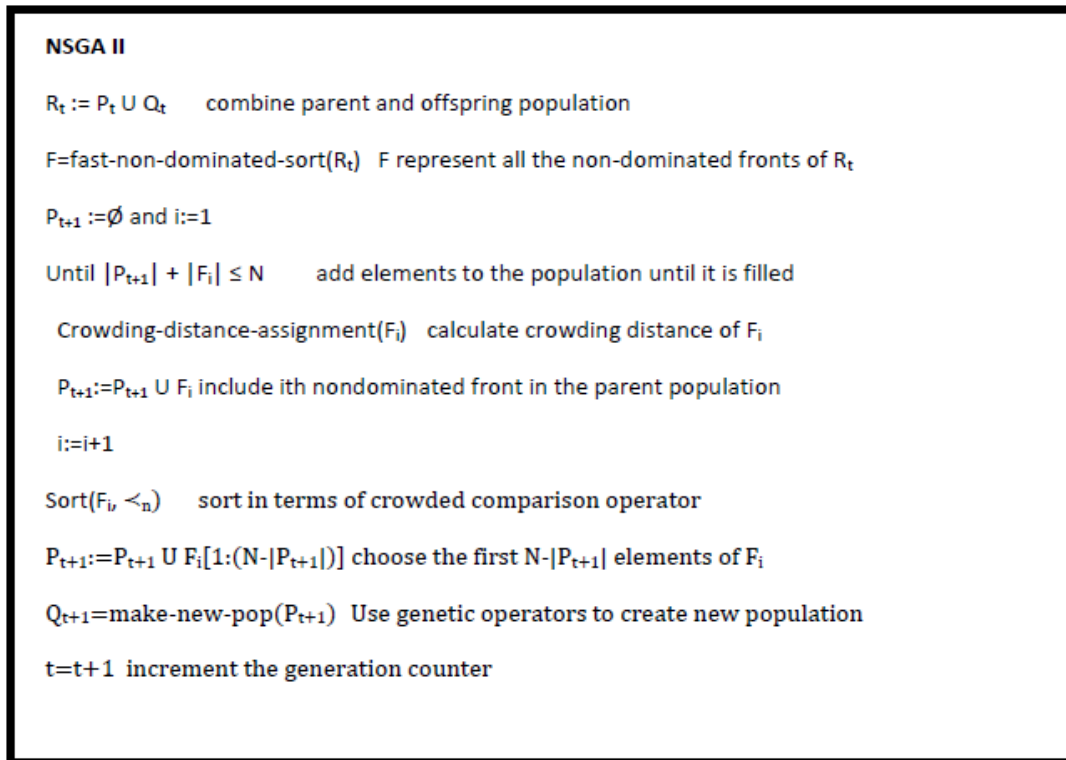 NSGA II
Rₜ := Pₜ U Qₜ combine parent and offspring population
F=fast-non-dominated-sort(Rₜ) F represent all the non-dominated fronts of Rₜ
Pₜ₊₁ :=Ø and i:=1
Until |Pₜ₊₁| + |Fᵢ| ≤ N add elements to the population until it is filled
Crowding-distance-assignment(Fᵢ) calculate crowding distance of Fᵢ
Pₜ₊₁:=Pₜ₊₁ U Fᵢ include ith nondominated front in the parent population
i:=i+1
Sort(Fᵢ, ≺ₙ) sort in terms of crowded comparison operator
Pₜ₊₁:=Pₜ₊₁ U Fᵢ[1:(N-|Pₜ₊₁|)] choose the first N-|Pₜ₊₁| elements of Fᵢ
Qₜ₊₁=make-new-pop(Pₜ₊₁) Use genetic operators to create new population
t=t+1 increment the generation counter